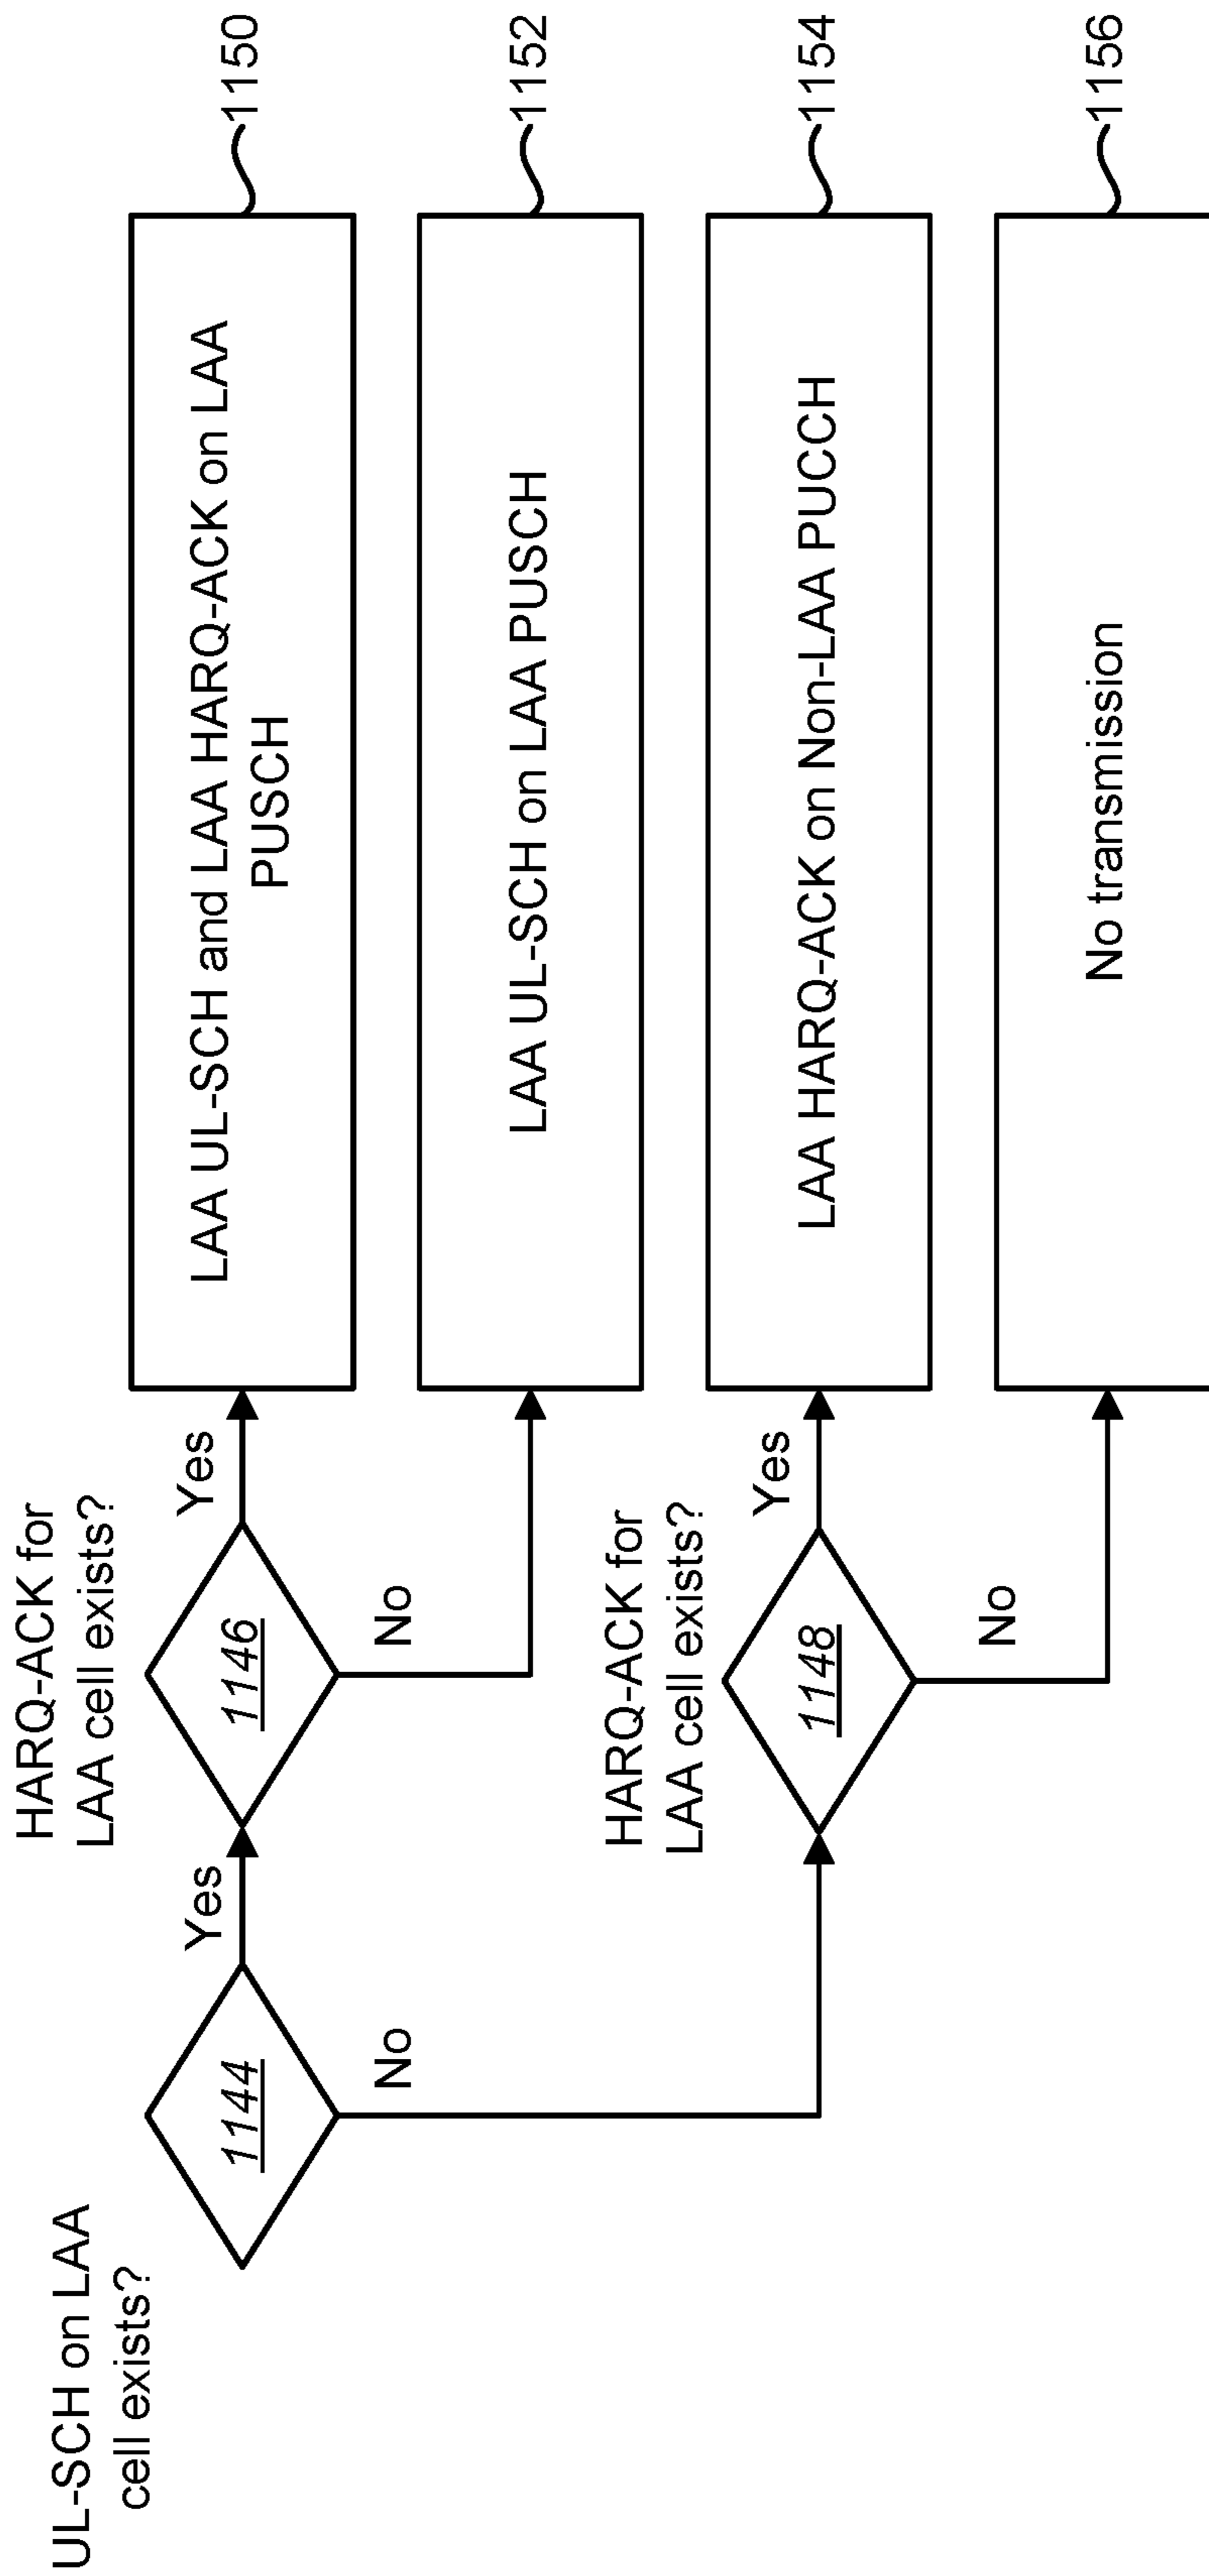 UL-SCH on LAA
cell exists?
1144
Yes
No
HARQ-ACK for
LAA cell exists?
1146
Yes
No
LAA UL-SCH and LAA HARQ-ACK on LAA
PUSCH
1150
LAA UL-SCH on LAA PUSCH
1152
HARQ-ACK for
LAA cell exists?
1148
Yes
No
LAA HARQ-ACK on Non-LAA PUCCH
1154
No transmission
1156